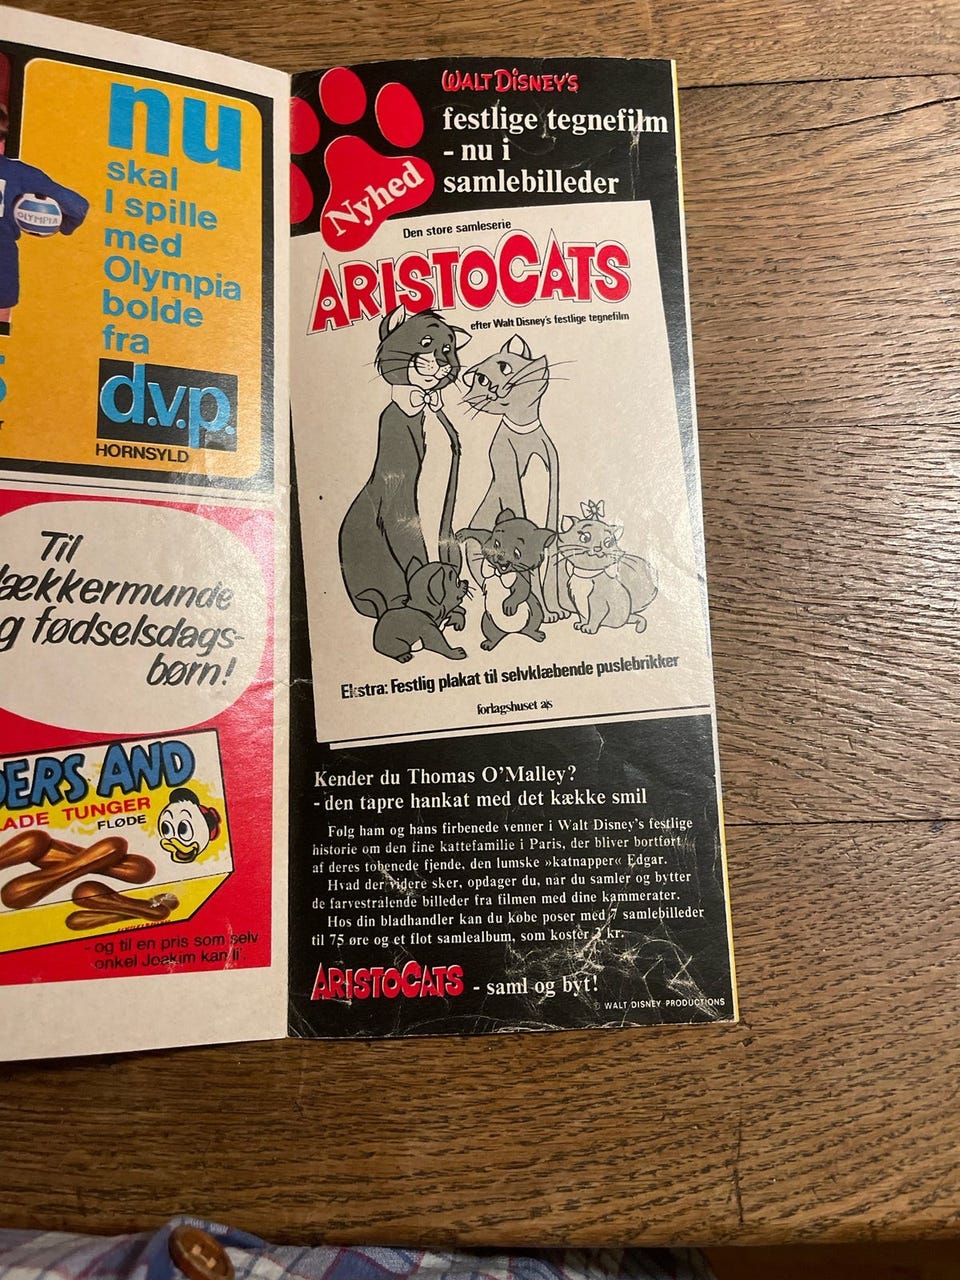 nu
skal
I spille
med
Olympia
bolde
fra
d.v.p.
HORNSYLD
OLYMPIA
Til
lækkermunde
og fødselsdags-
børn!
DERS AND
ADE TUNGER
FLØDE
- og til en pris som selv
onkel Joakim kan li'.
WALT DISNEY'S
festlige tegnefilm
- nu i
samlebilleder
Nyhed
Den store samleserie
ARISTOCATS
efter Walt Disney's festlige tegnefilm
Ekstra: Festlig plakat til selvklæbende puslebrikker
forlagshuset a/s
Kender du Thomas O'Malley?
- den tapre hankat med det kække smil
Følg ham og hans firbenede venner i Walt Disney's festlige
historie om den fine kattefamilie i Paris, der bliver bortført
af deres tobenede fjende, den lumske »katnapper« Edgar.
Hvad der videre sker, opdager du, når du samler og bytter
de farvestrålende billeder fra filmen med dine kammerater.
Hos din bladhandler kan du købe poser med 7 samlebilleder
til 75 øre og et flot samlealbum, som koster kr.
ARISTOCATS - saml og byt!
© WALT DISNEY PRODUCTIONS